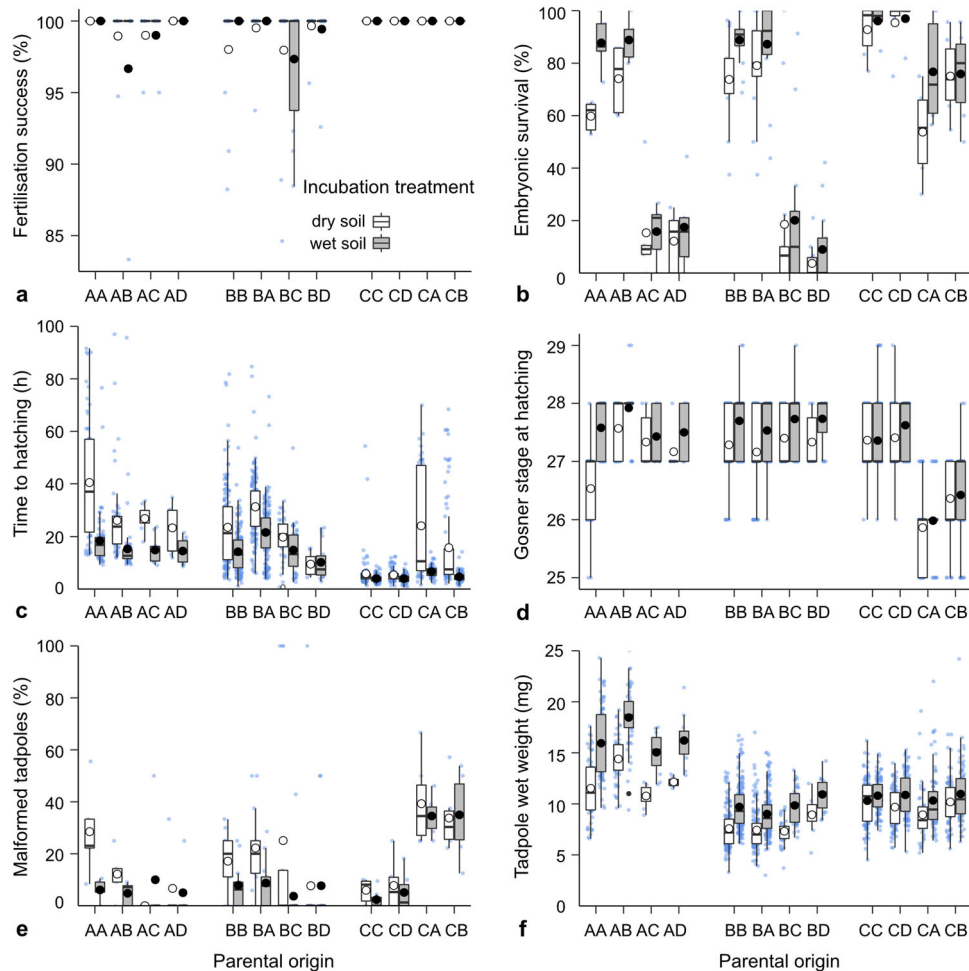 Fertilisation success (%)
100
95
90
85
Incubation treatment
dry soil
wet soil
AA AB AC AD BB BA BC BD CC CD CA CB
a
Embryonic survival (%)
100
80
60
40
20
0
AA AB AC AD BB BA BC BD CC CD CA CB
b
Time to hatching (h)
100
80
60
40
20
0
AA AB AC AD BB BA BC BD CC CD CA CB
c
Gosner stage at hatching
29
28
27
26
25
AA AB AC AD BB BA BC BD CC CD CA CB
d
Malformed tadpoles (%)
100
80
60
40
20
0
AA AB AC AD BB BA BC BD CC CD CA CB
e
Parental origin
Tadpole wet weight (mg)
25
20
15
10
5
0
AA AB AC AD BB BA BC BD CC CD CA CB
f
Parental origin